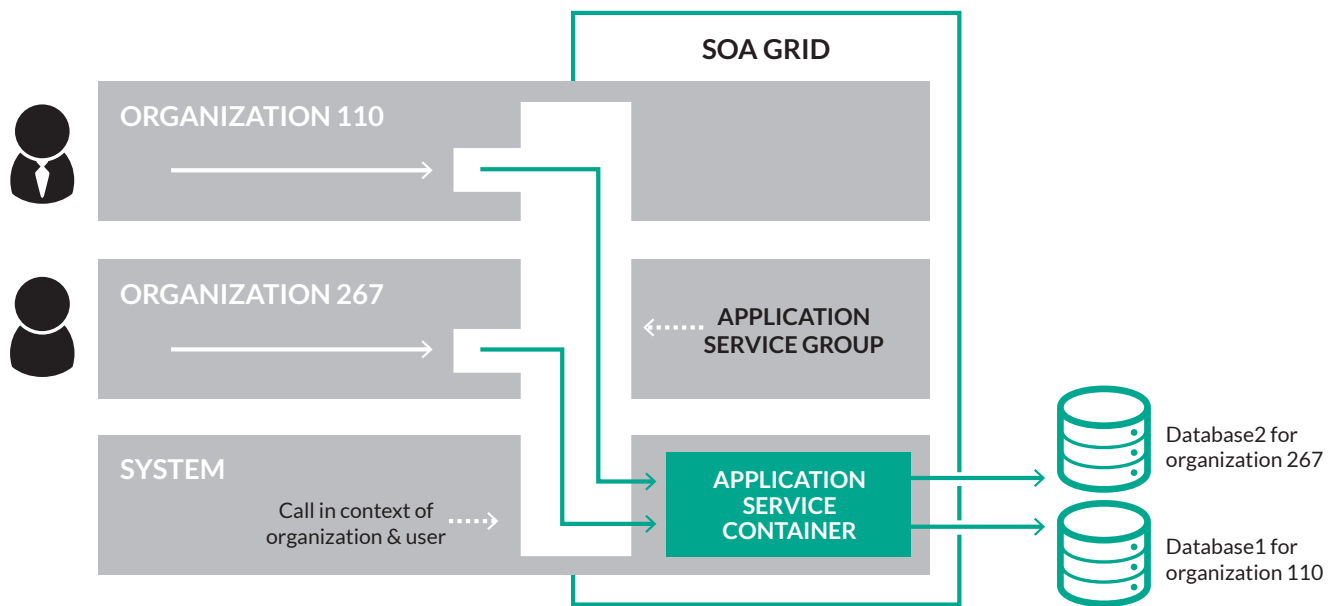 SOA GRID
ORGANIZATION 110
ORGANIZATION 267
APPLICATION
SERVICE GROUP
SYSTEM
Call in context of
organization & user
APPLICATION
SERVICE
CONTAINER
Database2 for
organization 267
Database1 for
organization 110